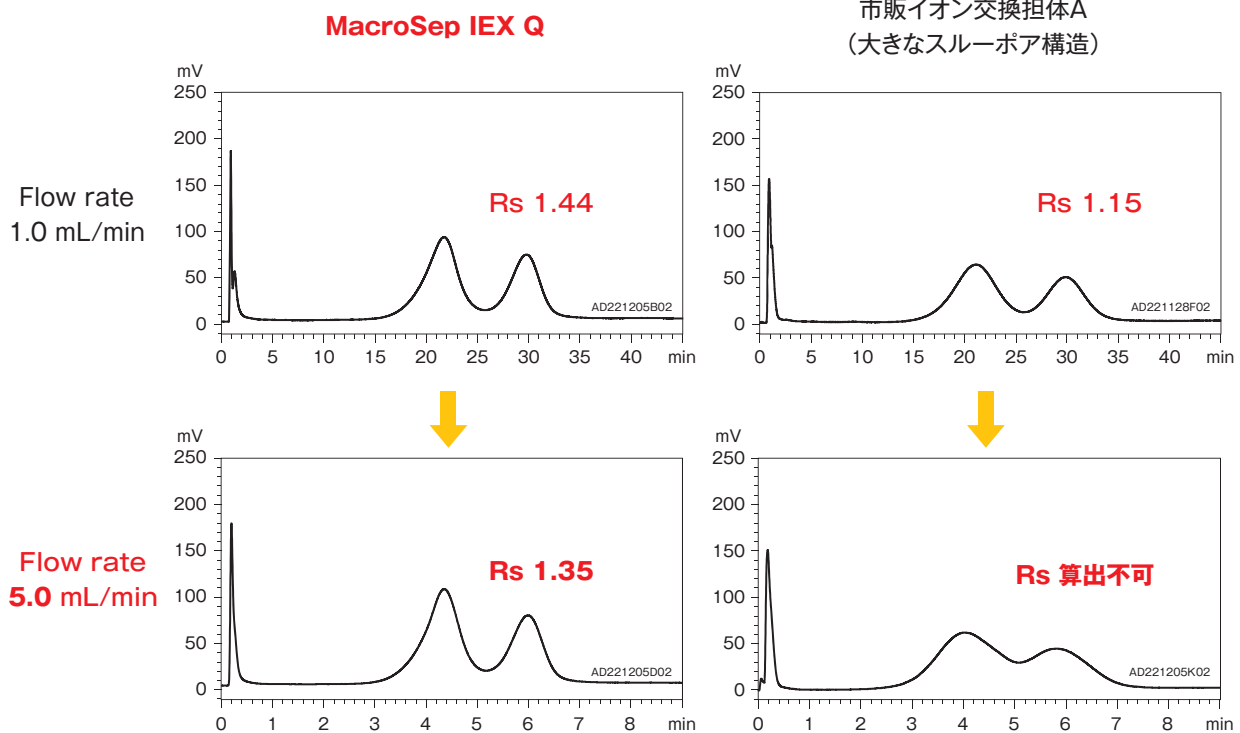 MacroSep IEX Q
市販イオン交換担体A
（大きなスルーポア構造）
Flow rate
1.0 mL/min
mV
250
200
150
100
50
0
Rs 1.44
AD221205B02
0 5 10 15 20 25 30 35 40 min
mV
250
200
150
100
50
0
Rs 1.15
AD221128F02
0 5 10 15 20 25 30 35 40 min
Flow rate
5.0 mL/min
mV
250
200
150
100
50
0
Rs 1.35
AD221205D02
0 1 2 3 4 5 6 7 8 min
mV
250
200
150
100
50
0
Rs 算出不可
AD221205K02
0 1 2 3 4 5 6 7 8 min